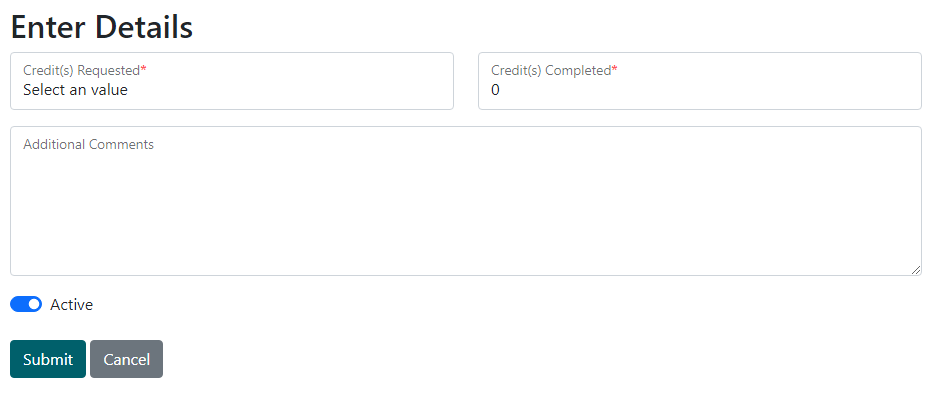 Enter Details
Credit(s) Requested*
Select an value
Credit(s) Completed*
0
Additional Comments
Active
Submit
Cancel